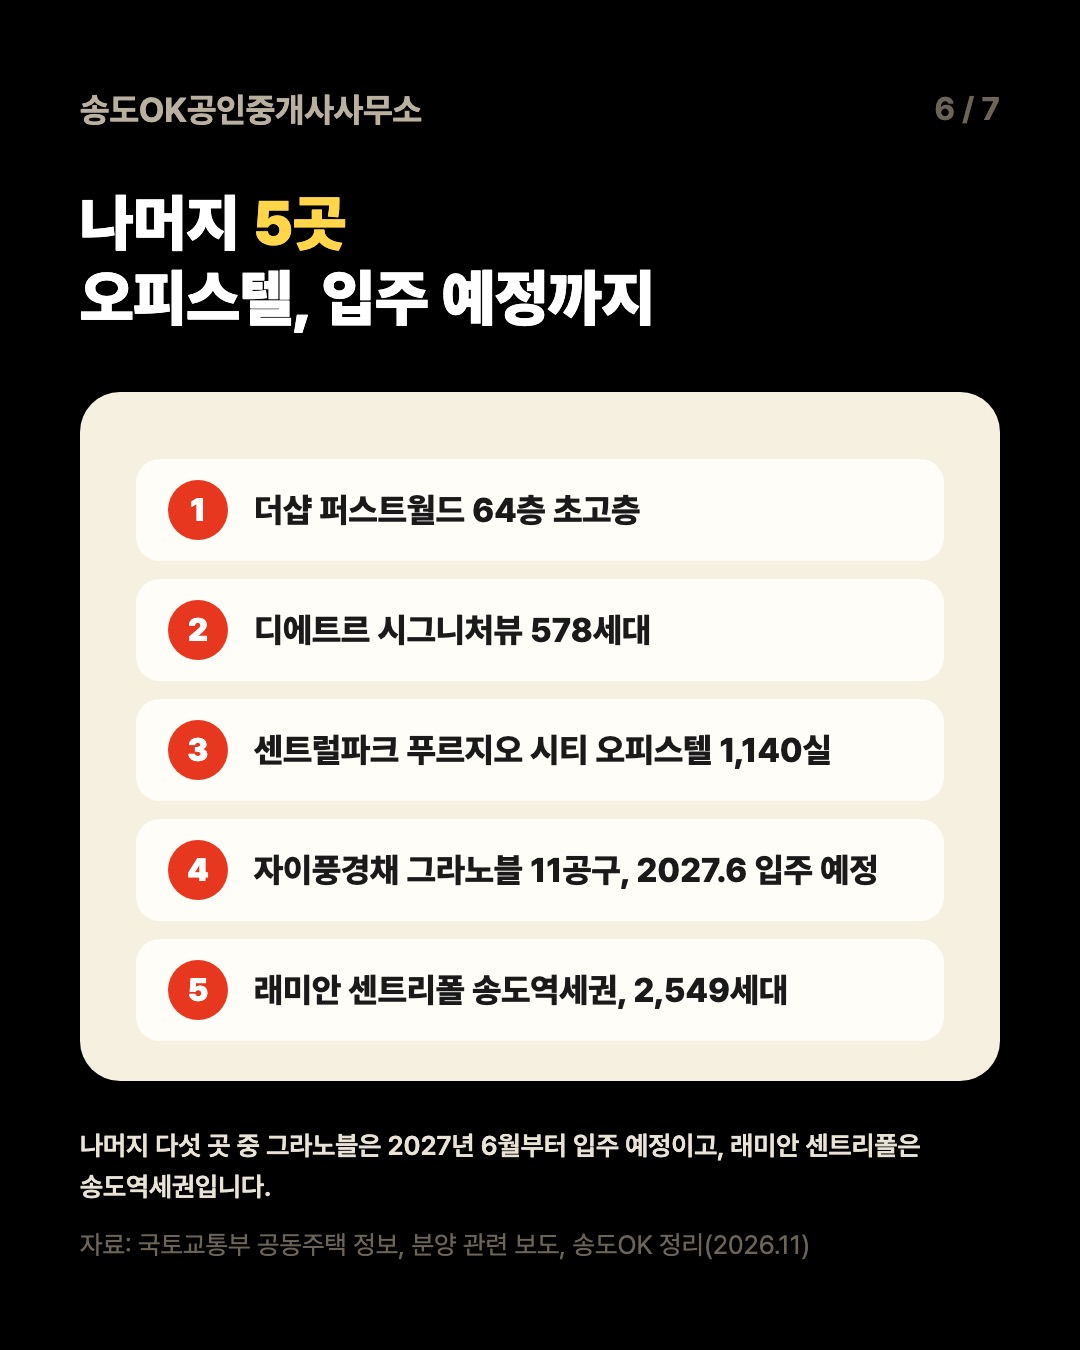 송도OK공인중개사사무소
6 / 7
나머지 5곳
오피스텔, 입주 예정까지
1 더샵 퍼스트월드 64층 초고층
2 디에트르 시그니처뷰 578세대
3 센트럴파크 푸르지오 시티 오피스텔 1,140실
4 자이풍경채 그라노블 11공구, 2027.6 입주 예정
5 래미안 센트리폴 송도역세권, 2,549세대
나머지 다섯 곳 중 그라노블은 2027년 6월부터 입주 예정이고, 래미안 센트리폴은
송도역세권입니다.
자료: 국토교통부 공동주택 정보, 분양 관련 보도, 송도OK 정리(2026.11)